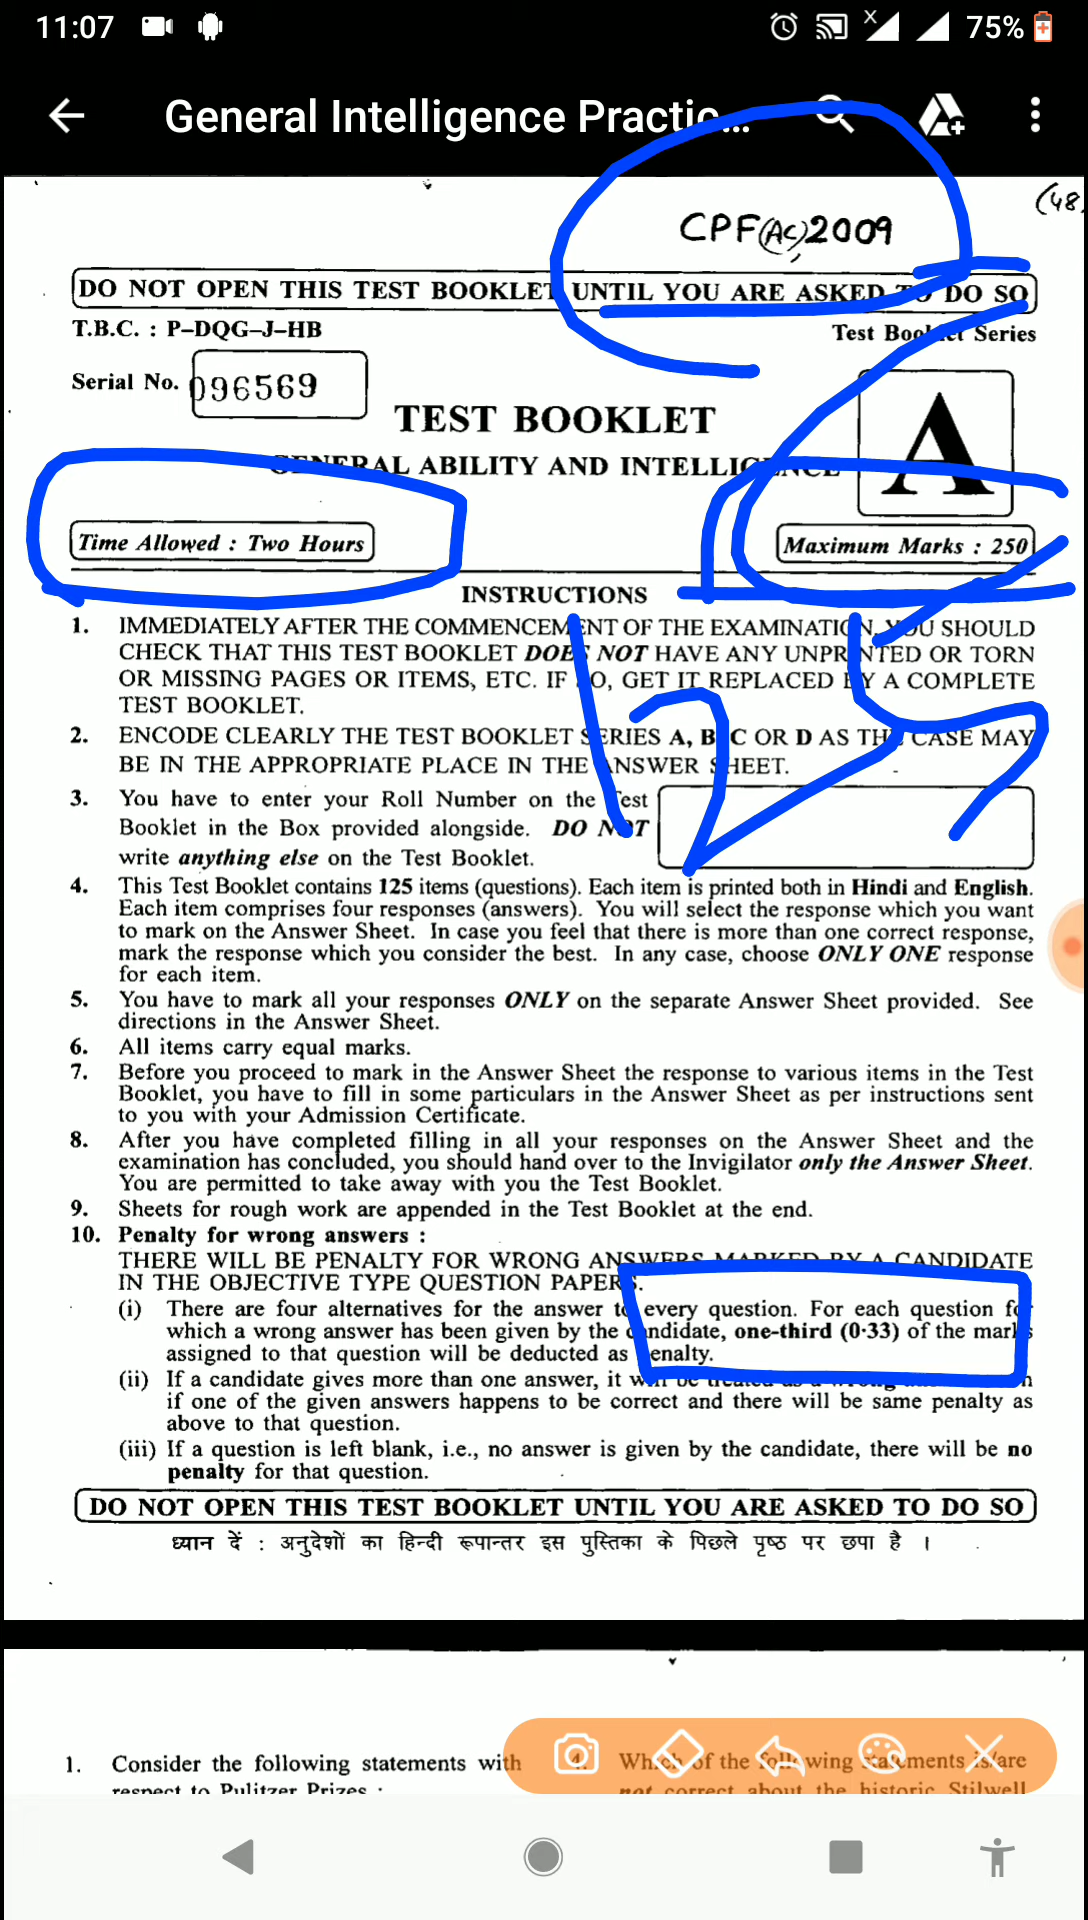 11:07
75%
General Intelligence Practic...
(48
CPF(AC),2009
DO NOT OPEN THIS TEST BOOKLET UNTIL YOU ARE ASKED TO DO SO
T.B.C. : P–DQG–J–HB
Test Booklet Series
Serial No. 096569
TEST BOOKLET
A
GENERAL ABILITY AND INTELLIGENCE
Time Allowed : Two Hours
Maximum Marks : 250
INSTRUCTIONS
1. IMMEDIATELY AFTER THE COMMENCEMENT OF THE EXAMINATION, YOU SHOULD
CHECK THAT THIS TEST BOOKLET DOES NOT HAVE ANY UNPRINTED OR TORN
OR MISSING PAGES OR ITEMS, ETC. IF SO, GET IT REPLACED BY A COMPLETE
TEST BOOKLET.
125
2. ENCODE CLEARLY THE TEST BOOKLET SERIES A, B, C OR D AS THE CASE MAY
BE IN THE APPROPRIATE PLACE IN THE ANSWER SHEET.
3. You have to enter your Roll Number on the Test
Booklet in the Box provided alongside. DO NOT
write anything else on the Test Booklet.
4. This Test Booklet contains 125 items (questions). Each item is printed both in Hindi and English.
Each item comprises four responses (answers). You will select the response which you want
to mark on the Answer Sheet. In case you feel that there is more than one correct response,
mark the response which you consider the best. In any case, choose ONLY ONE response
for each item.
5. You have to mark all your responses ONLY on the separate Answer Sheet provided. See
directions in the Answer Sheet.
6. All items carry equal marks.
7. Before you proceed to mark in the Answer Sheet the response to various items in the Test
Booklet, you have to fill in some particulars in the Answer Sheet as per instructions sent
to you with your Admission Certificate.
8. After you have completed filling in all your responses on the Answer Sheet and the
examination has concluded, you should hand over to the Invigilator only the Answer Sheet.
You are permitted to take away with you the Test Booklet.
9. Sheets for rough work are appended in the Test Booklet at the end.
10. Penalty for wrong answers :
THERE WILL BE PENALTY FOR WRONG ANSWERS MARKED BY A CANDIDATE
IN THE OBJECTIVE TYPE QUESTION PAPERS.
(i) There are four alternatives for the answer to every question. For each question for
which a wrong answer has been given by the candidate, one-third (0·33) of the marks
assigned to that question will be deducted as penalty.
(ii) If a candidate gives more than one answer, it will be treated as a wrong
if one of the given answers happens to be correct and there will be same penalty as
above to that question.
(iii) If a question is left blank, i.e., no answer is given by the candidate, there will be no
penalty for that question.
DO NOT OPEN THIS TEST BOOKLET UNTIL YOU ARE ASKED TO DO SO
ध्यान दें : अनुदेशों का हिन्दी रूपान्तर इस पुस्तिका के पिछले पृष्ठ पर छपा है ।
1. Consider the following statements with
respect to Pulitzer Prizes :
4. Which of the following statements is/are
not correct about the historic Stilwell